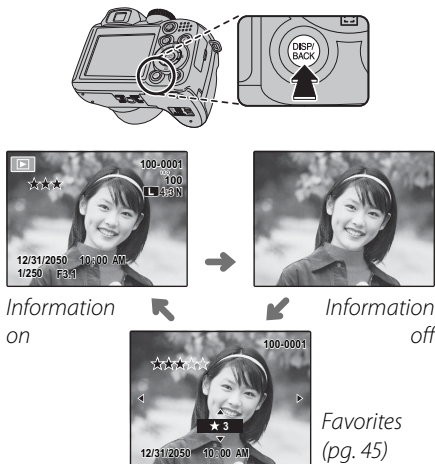 DISP/
BACK
100-0001
ISO
100
L 4:3 N
12/31/2050 10:00 AM
1/250 F3.1
Information
on
Information
off
100-0001
★ 3
12/31/2050 10:00 AM
Favorites
(pg. 45)